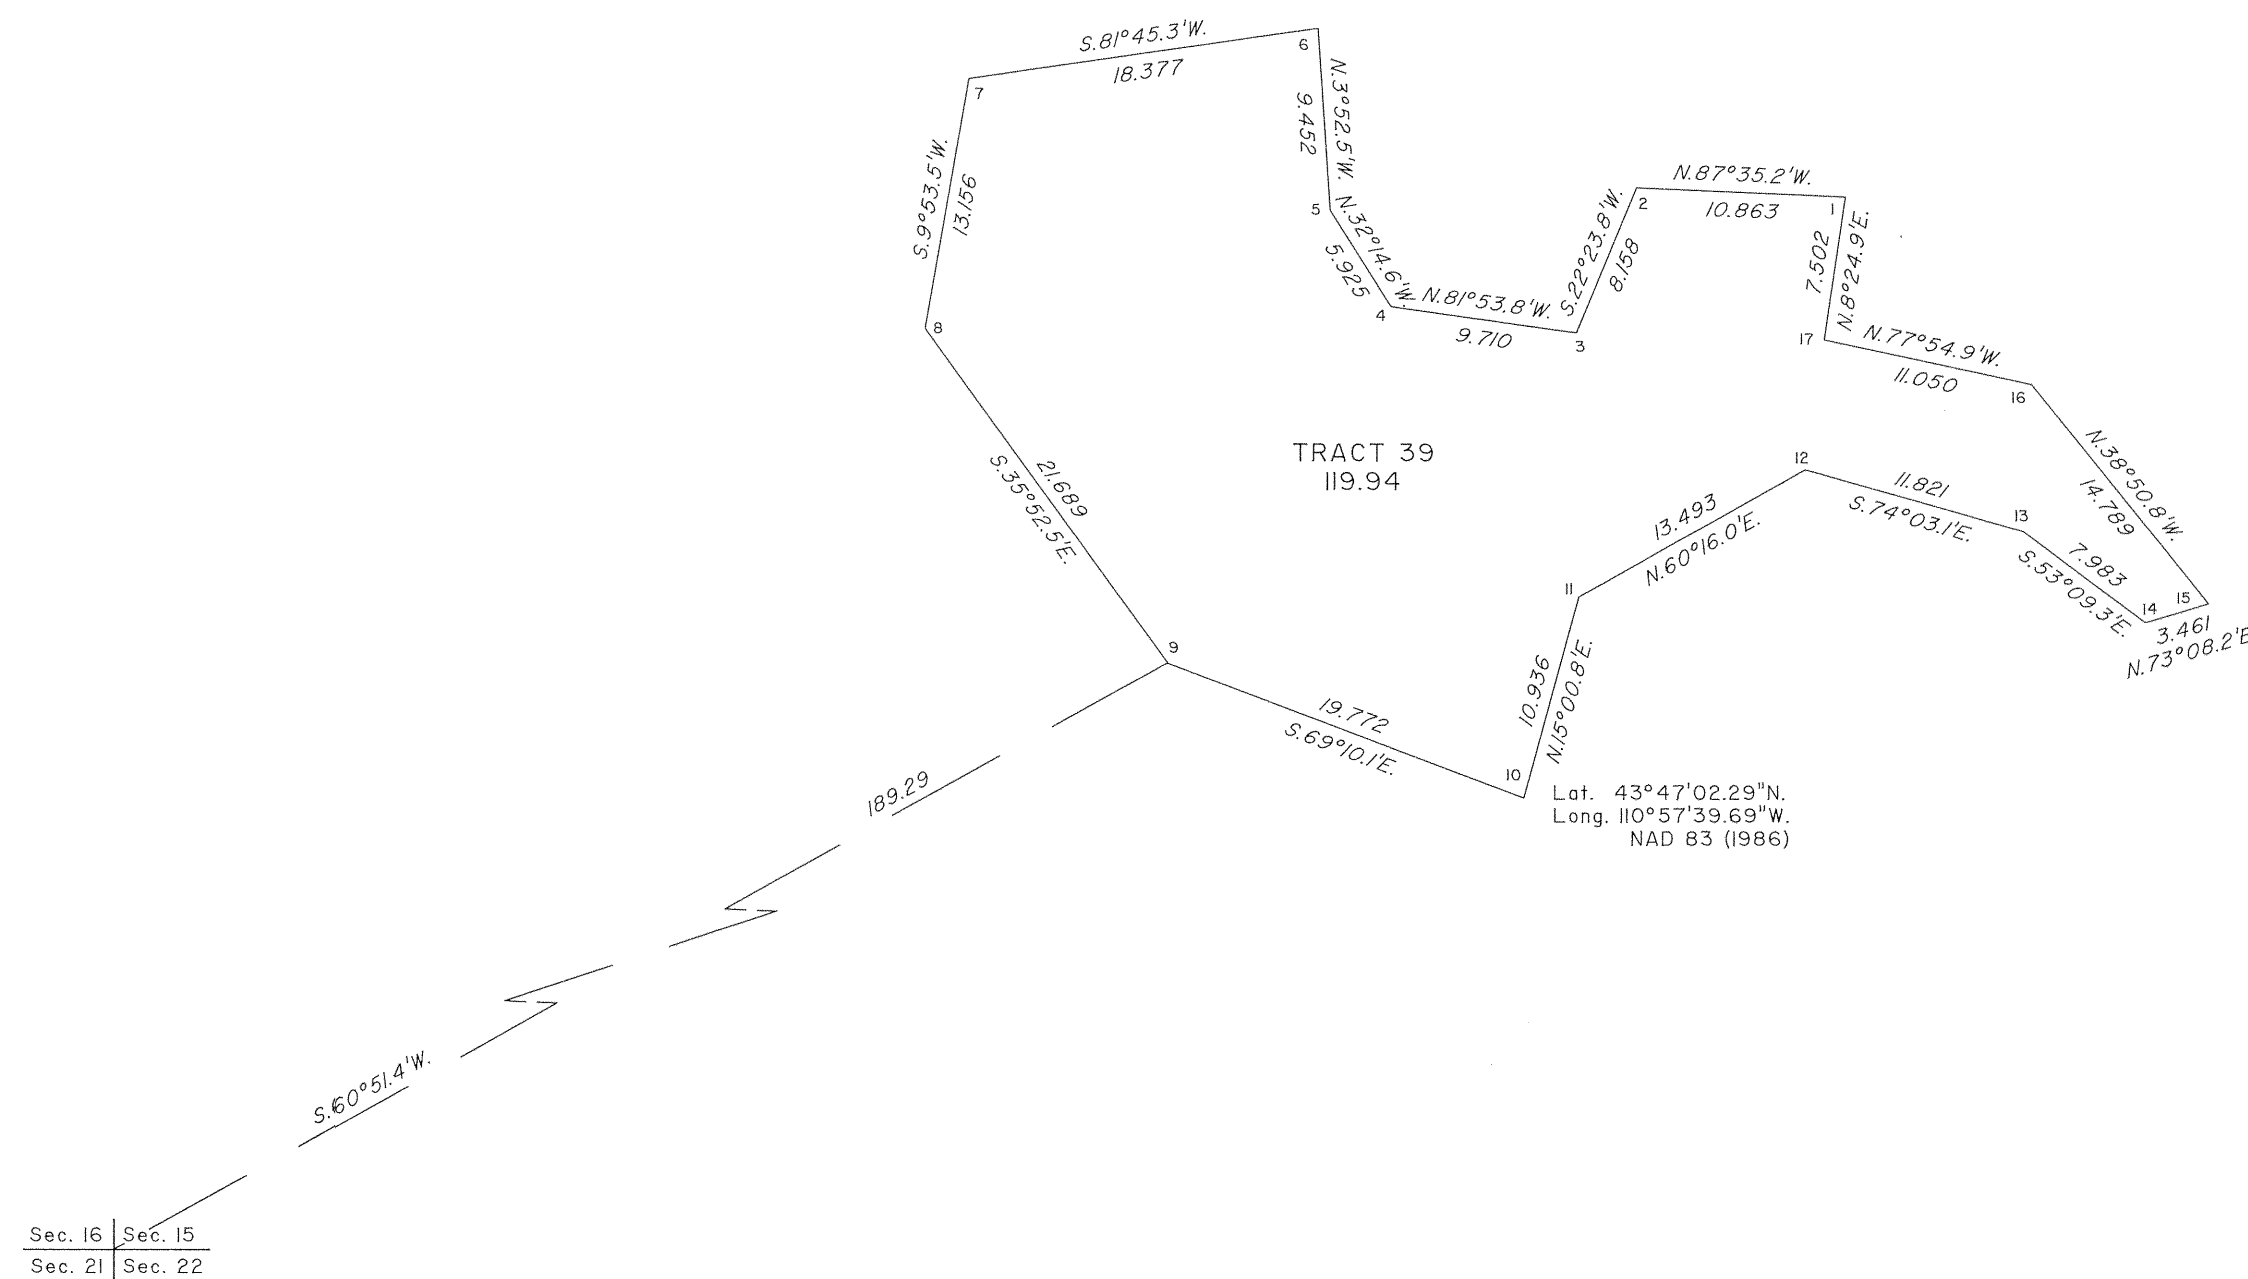 S.81°45.3'W.
18.377
6
7
N.3°52.5'W.
9.452
S.9°53.5'W.
13.156
5
N.32°14.6'W.
5.925
4
N.81°53.8'W.
9.710
3
S.22°23.8'W.
8.158
2
N.87°35.2'W.
10.863
1
7.502
N.8°24.9'E.
17
N.77°54.9'W.
11.050
16
N.38°50.8'W.
14.789
8
21.689
S.35°52.5'E.
TRACT 39
119.94
12
11.821
S.74°03.1'E.
13
7.983
S.53°09.3'E.
14
15
3.461
N.73°08.2'E
13.493
N.60°16.0'E.
11
10.936
N.15°00.8'E.
9
19.772
S.69°10.1'E.
10
Lat. 43°47'02.29"N.
Long. 110°57'39.69"W.
NAD 83 (1986)
189.29
S.60°51.4'W.
Sec. 16 Sec. 15
Sec. 21 Sec. 22